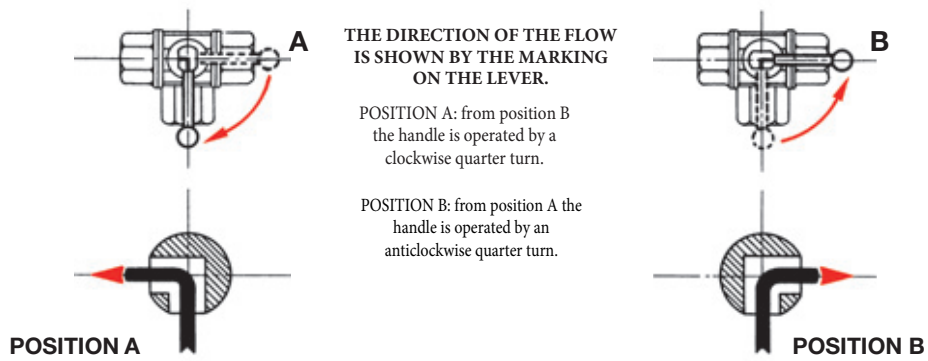 A
THE DIRECTION OF THE FLOW
IS SHOWN BY THE MARKING
ON THE LEVER.
POSITION A: from position B
the handle is operated by a
clockwise quarter turn.
POSITION B: from position A the
handle is operated by an
anticlockwise quarter turn.
B
POSITION A
POSITION B